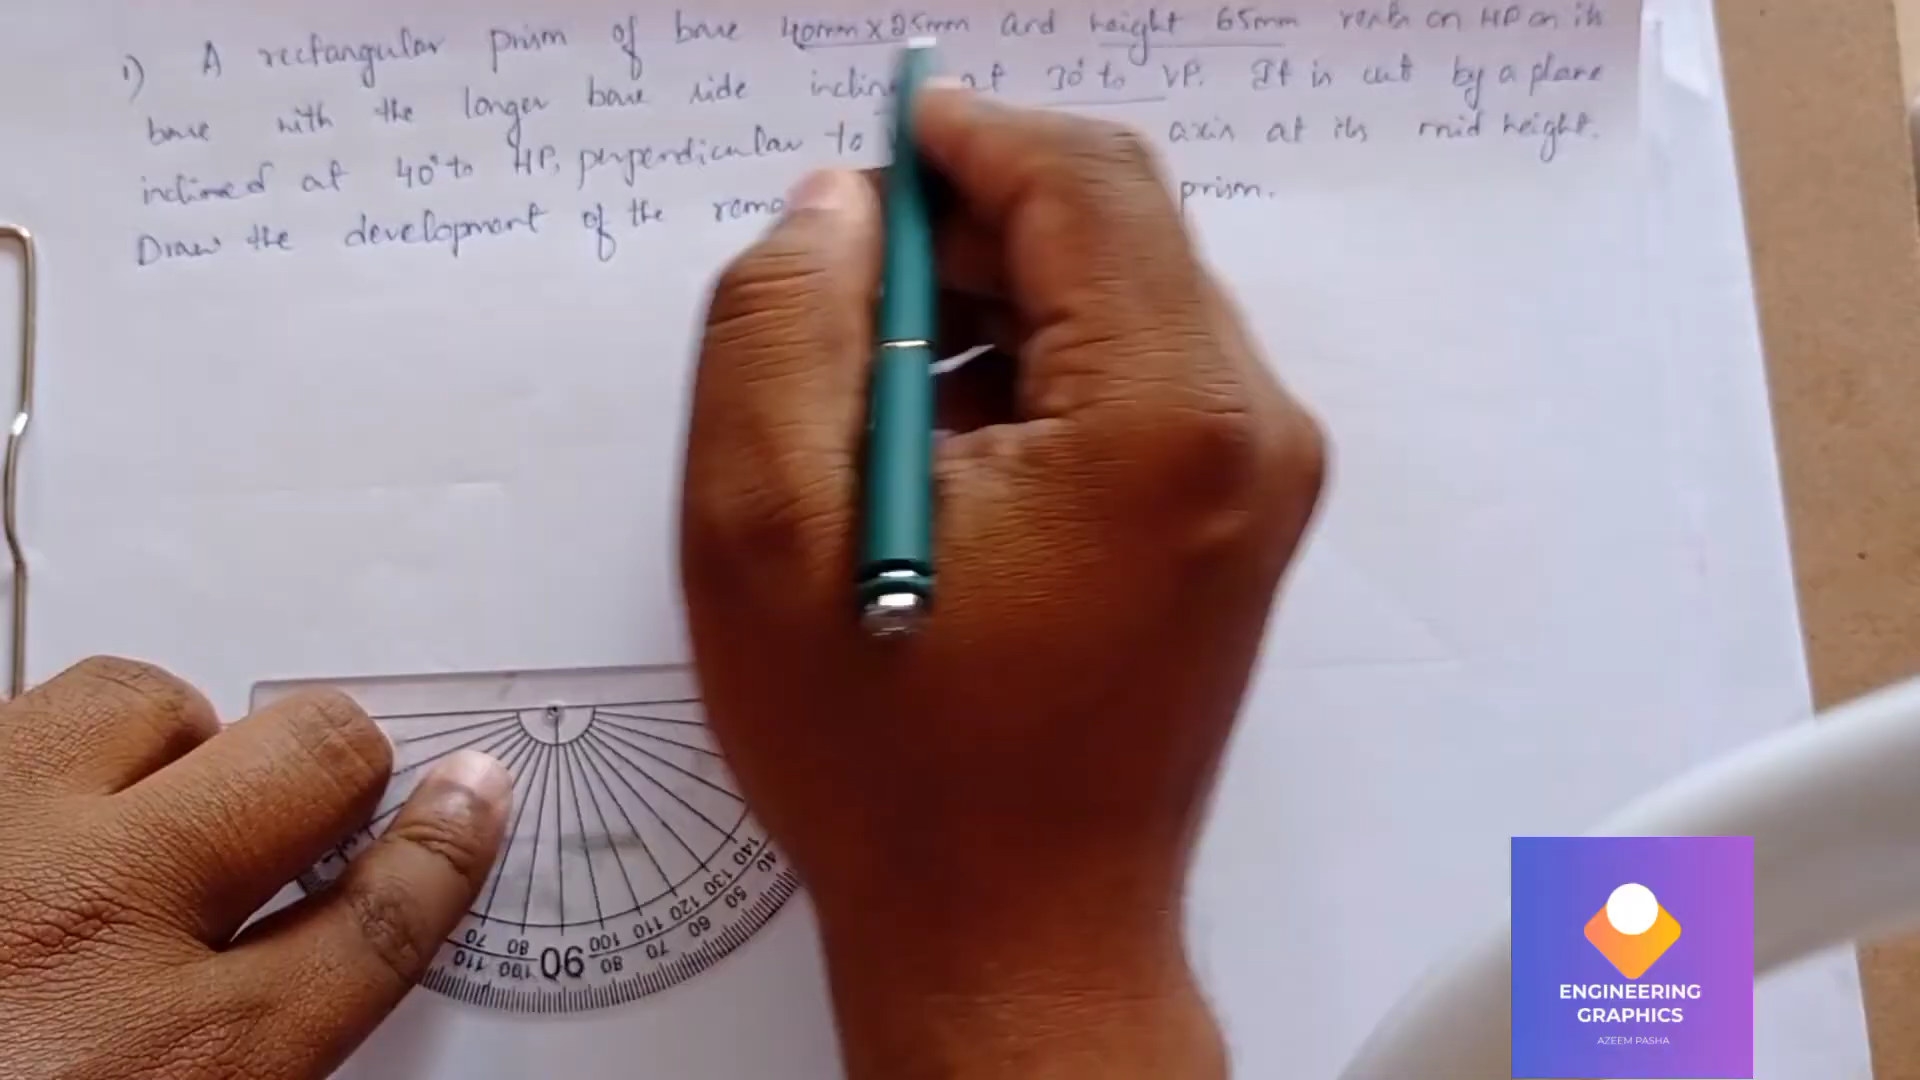 1) A rectangular prism of base 40mm x 25mm and height 65mm rests on HP on its
base with the longer base side inclin at 30° to VP. It is cut by a plane
inclined at 40° to HP, perpendicular to axis at its mid height.
Draw the development of the prism.
140
130
120
110
100
90
80
70
40
50
60
70
80
100
110
ENGINEERING
GRAPHICS
AZEEM PASHA